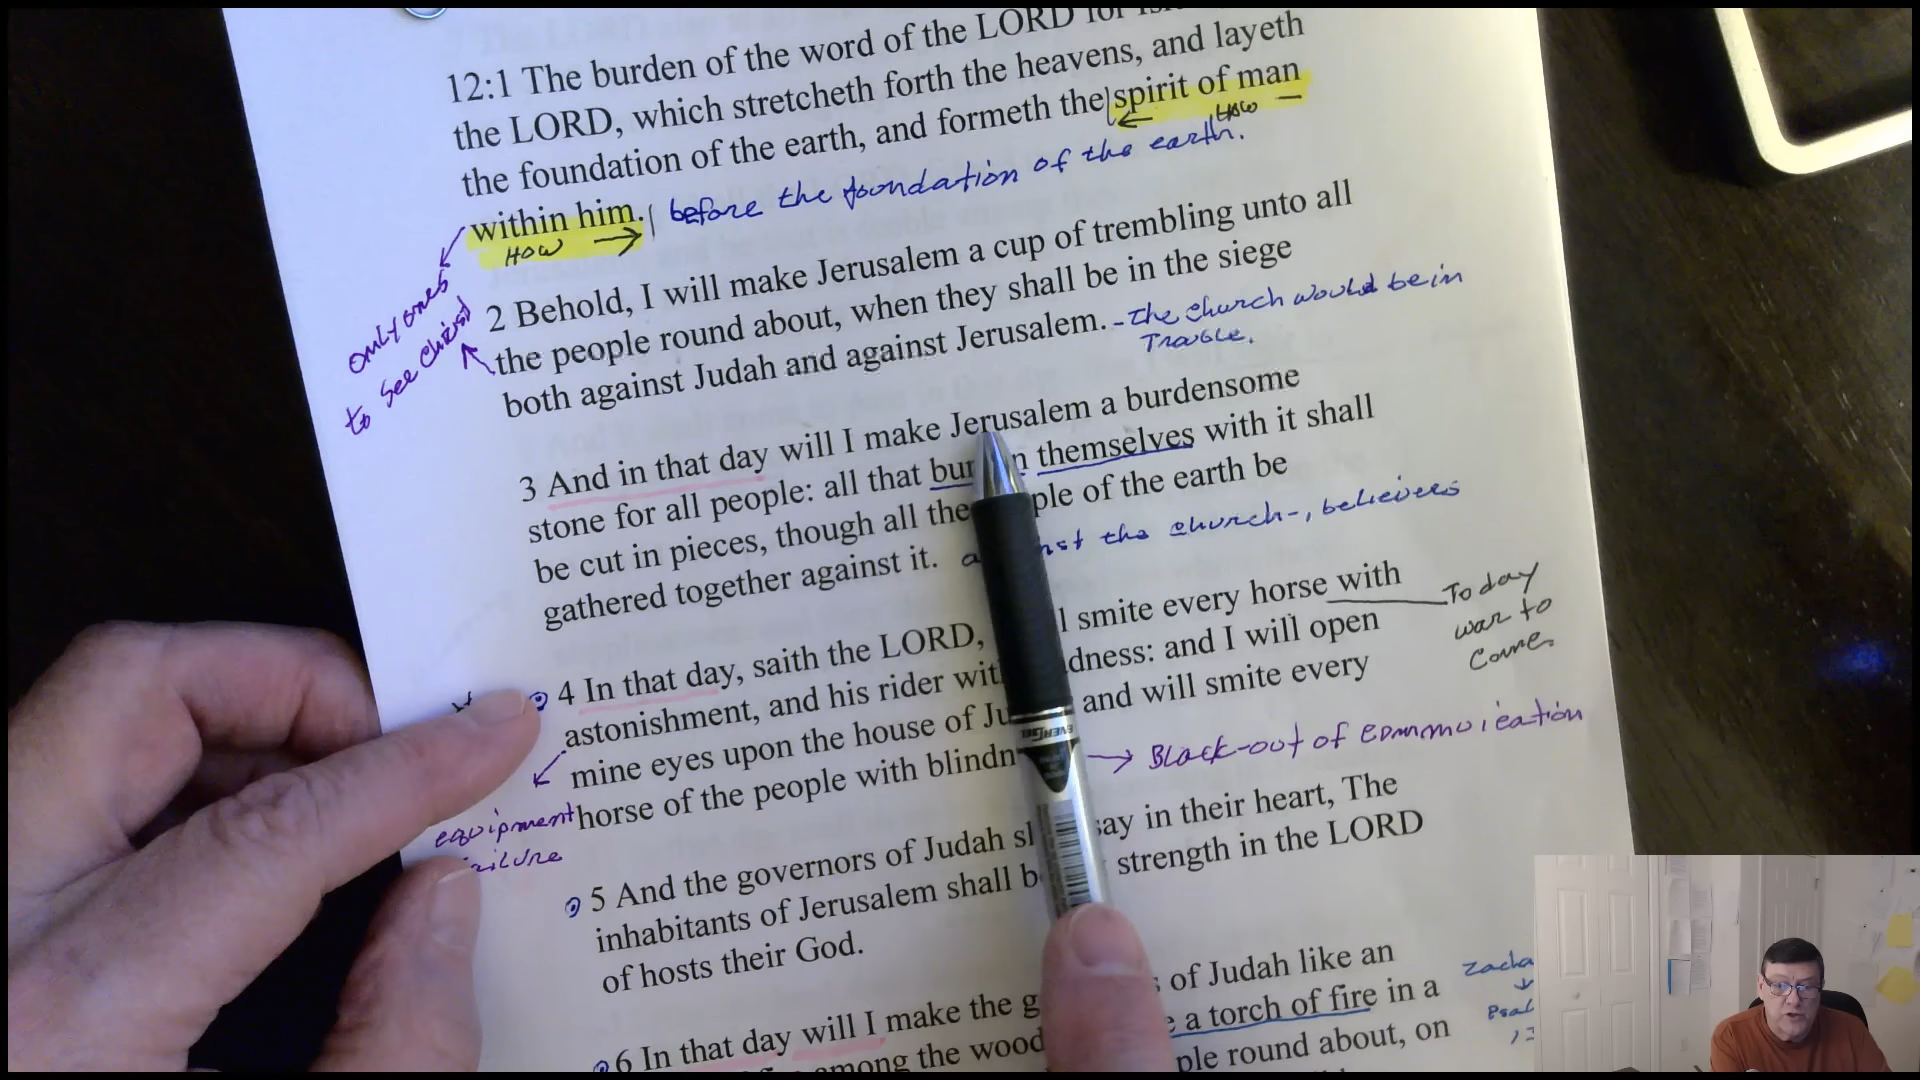 12:1 The burden of the word of the LORD for
the LORD, which stretcheth forth the heavens, and layeth
the foundation of the earth, and formeth the spirit of man
HOW
within him. before the foundation of the earth.
HOW
only ones
to see Christ
2 Behold, I will make Jerusalem a cup of trembling unto all
the people round about, when they shall be in the siege
both against Judah and against Jerusalem. - The church would be in
Trouble.
3 And in that day will I make Jerusalem a burdensome
stone for all people: all that bur n themselves with it shall
be cut in pieces, though all the ple of the earth be
gathered together against it. a nst the church-, believers
4 In that day, saith the LORD, l smite every horse with
astonishment, and his rider wit dness: and I will open
mine eyes upon the house of Ju and will smite every
horse of the people with blindn
Today
war to
come.
→ Black-out of communication
equipment
ailure
5 And the governors of Judah s say in their heart, The
inhabitants of Jerusalem shall b strength in the LORD
of hosts their God.
6 In that day will I make the g s of Judah like an
among the wood e a torch of fire in a
ple round about, on
Zacha
Psal
ENERGEL